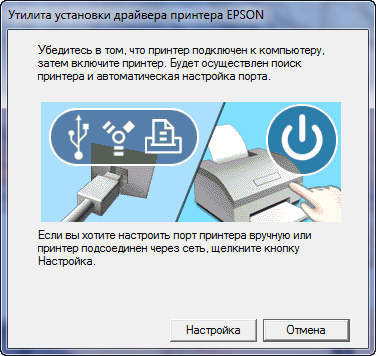 Утилита установки драйвера принтера EPSON
Убедитесь в том, что принтер подключен к компьютеру,
затем включите принтер. Будет осуществлен поиск
принтера и автоматическая настройка порта.
Если вы хотите настроить порт принтера вручную или
принтер подсоединен через сеть, щелкните кнопку
Настройка.
Настройка
Отмена